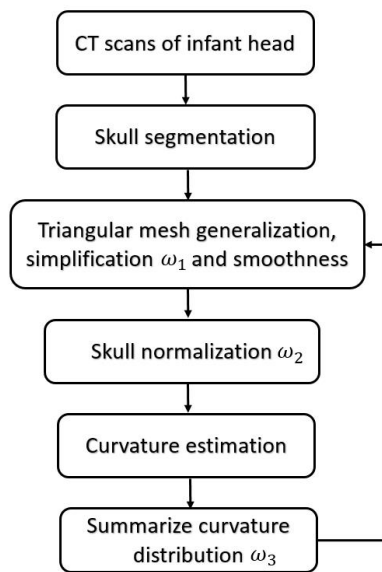 CT scans of infant head
Skull segmentation
Triangular mesh generalization,
simplification ω₁ and smoothness
Skull normalization ω₂
Curvature estimation
Summarize curvature
distribution ω₃